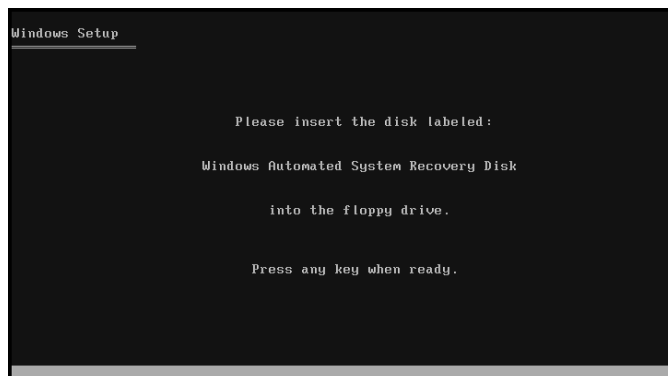 Windows Setup
Please insert the disk labeled:
Windows Automated System Recovery Disk
into the floppy drive.
Press any key when ready.